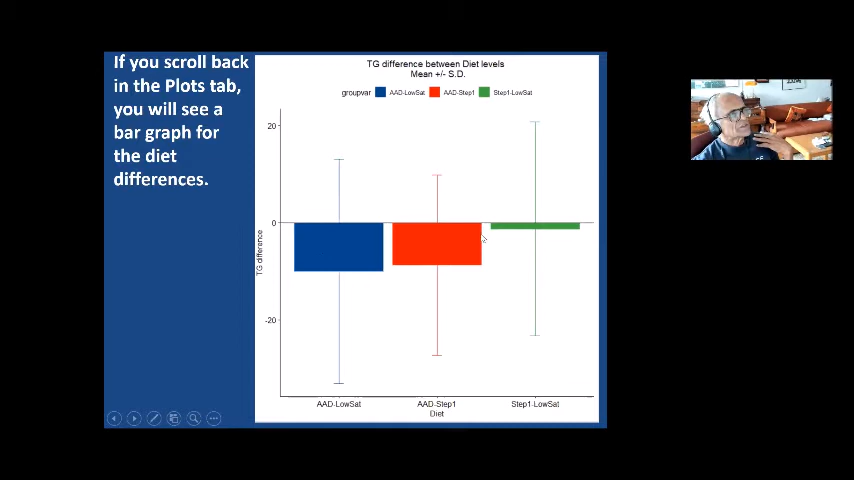 If you scroll back
in the Plots tab,
you will see a
bar graph for
the diet
differences.
TG difference between Diet levels
Mean +/- S.D.
groupvar AAD-LowSat AAD-Step1 Step1-LowSat
20
0
-20
TG difference
AAD-LowSat AAD-Step1 Step1-LowSat
Diet